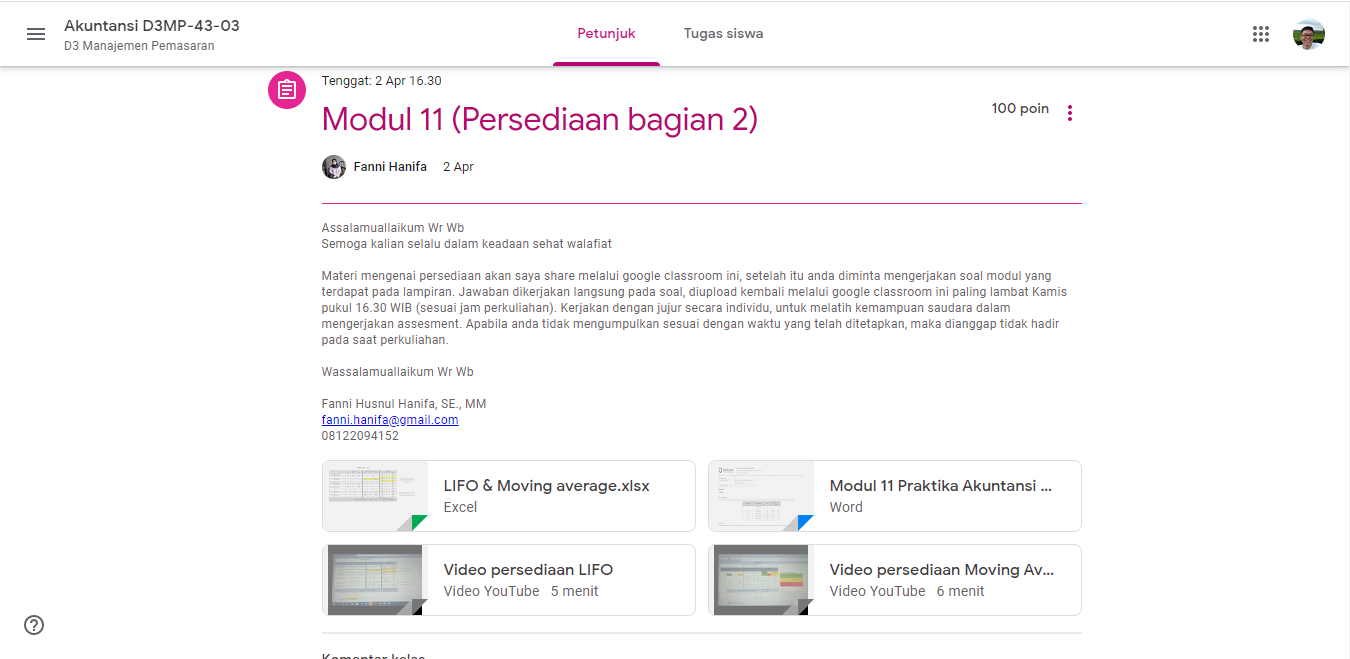 Akuntansi D3MP-43-03
D3 Manajemen Pemasaran
Petunjuk
Tugas siswa
Tenggat: 2 Apr 16.30
Modul 11 (Persediaan bagian 2)
100 poin
Fanni Hanifa 2 Apr
Assalamuallaikum Wr Wb
Semoga kalian selalu dalam keadaan sehat walafiat
Materi mengenai persediaan akan saya share melalui google classroom ini, setelah itu anda diminta mengerjakan soal modul yang
terdapat pada lampiran. Jawaban dikerjakan langsung pada soal, diupload kembali melalui google classroom ini paling lambat Kamis
pukul 16.30 WIB (sesuai jam perkuliahan). Kerjakan dengan jujur secara individu, untuk melatih kemampuan saudara dalam
mengerjakan assesment. Apabila anda tidak mengumpulkan sesuai dengan waktu yang telah ditetapkan, maka dianggap tidak hadir
pada saat perkuliahan.
Wassalamuallaikum Wr Wb
Fanni Husnul Hanifa, SE., MM
fanni.hanifa@gmail.com
08122094152
LIFO & Moving average.xlsx
Excel
Modul 11 Praktika Akuntansi ...
Word
Video persediaan LIFO
Video YouTube 5 menit
Video persediaan Moving Av...
Video YouTube 6 menit
Komentar kelas